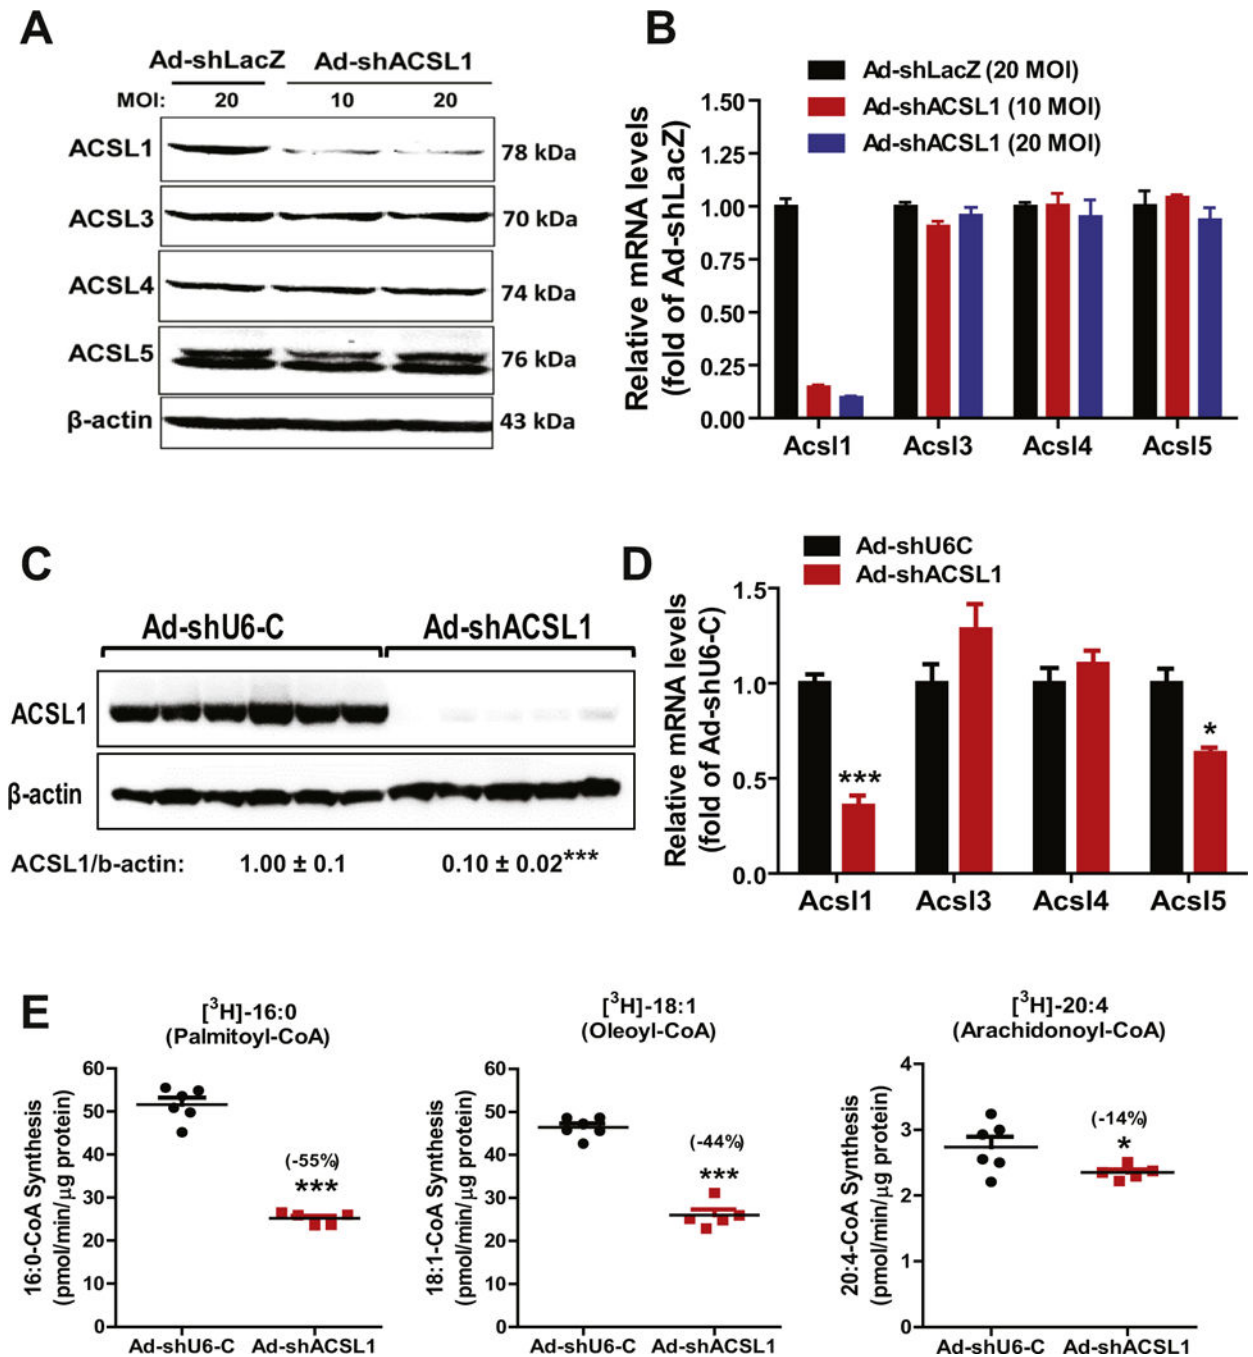 A
Ad-shLacZ Ad-shACSL1
MOI: 20 10 20
ACSL1 78 kDa
ACSL3 70 kDa
ACSL4 74 kDa
ACSL5 76 kDa
β-actin 43 kDa
B
Ad-shLacZ (20 MOI)
Ad-shACSL1 (10 MOI)
Ad-shACSL1 (20 MOI)
Relative mRNA levels
(fold of Ad-shLacZ)
1.50
1.25
1.00
0.75
0.50
0.25
0.00
Acsl1 Acsl3 Acsl4 Acsl5
C
Ad-shU6-C Ad-shACSL1
ACSL1
β-actin
ACSL1/b-actin: 1.00 ± 0.1 0.10 ± 0.02***
D
Ad-shU6C
Ad-shACSL1
Relative mRNA levels
(fold of Ad-shU6-C)
1.5
1.0
0.5
0.0
***
*
Acsl1 Acsl3 Acsl4 Acsl5
E
[³H]-16:0
(Palmitoyl-CoA)
16:0-CoA Synthesis
(pmol/min/µg protein)
60
50
40
30
20
10
0
(-55%)
***
Ad-shU6-C Ad-shACSL1
[³H]-18:1
(Oleoyl-CoA)
18:1-CoA Synthesis
(pmol/min/µg protein)
60
50
40
30
20
10
0
(-44%)
***
Ad-shU6-C Ad-shACSL1
[³H]-20:4
(Arachidonoyl-CoA)
20:4-CoA Synthesis
(pmol/min/µg protein)
4
3
2
1
0
(-14%)
*
Ad-shU6-C Ad-shACSL1